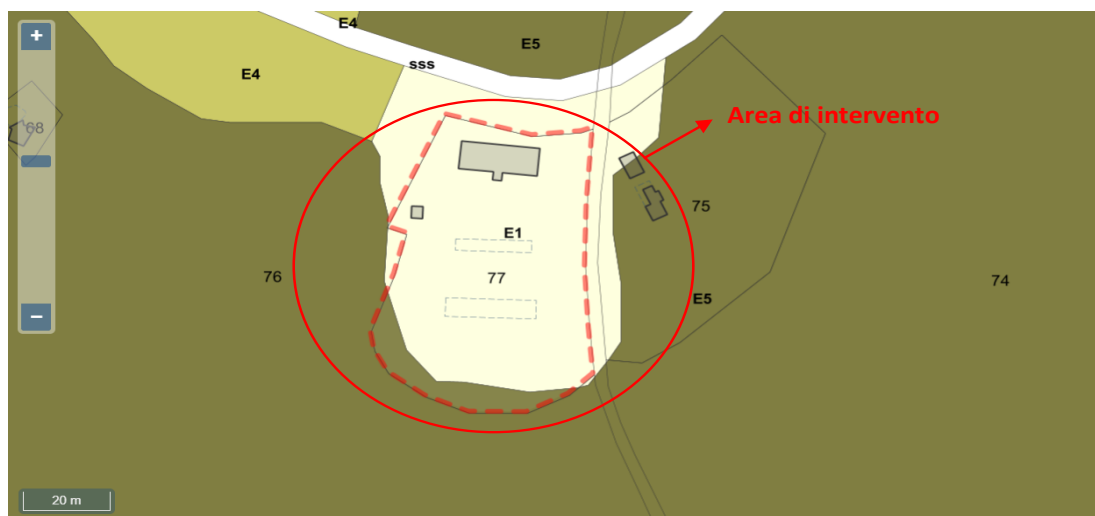 +
E4
E5
sss
E4
Area di intervento
68
75
E1
76
77
74
E5
−
20 m